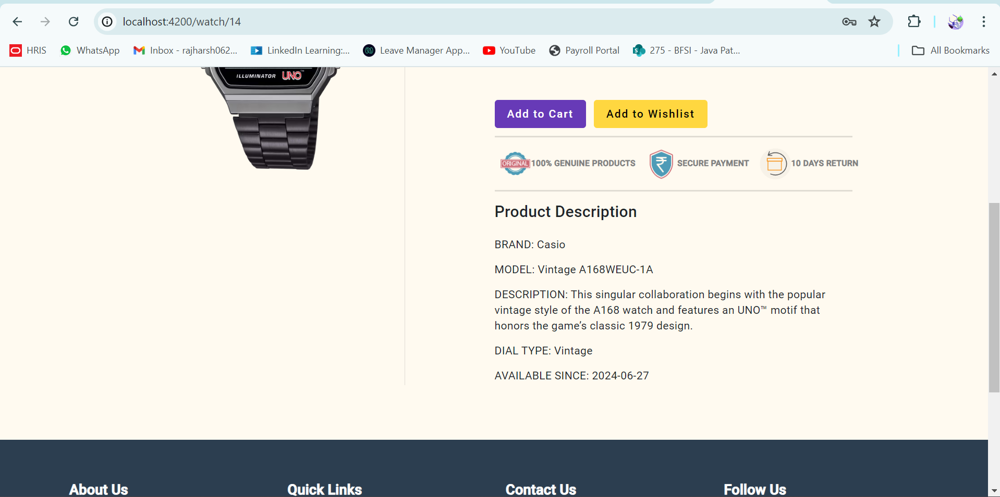 localhost:4200/watch/14
HRIS
WhatsApp
Inbox - rajharsh062...
LinkedIn Learning:...
Leave Manager App...
YouTube
Payroll Portal
275 - BFSI - Java Pat...
All Bookmarks
ILLUMINATOR UNO™
Add to Cart
Add to Wishlist
ORIGINAL 100% GENUINE PRODUCTS
₹ SECURE PAYMENT
10 DAYS RETURN
Product Description
BRAND: Casio
MODEL: Vintage A168WEUC-1A
DESCRIPTION: This singular collaboration begins with the popular
vintage style of the A168 watch and features an UNO™ motif that
honors the game’s classic 1979 design.
DIAL TYPE: Vintage
AVAILABLE SINCE: 2024-06-27
About Us
Quick Links
Contact Us
Follow Us